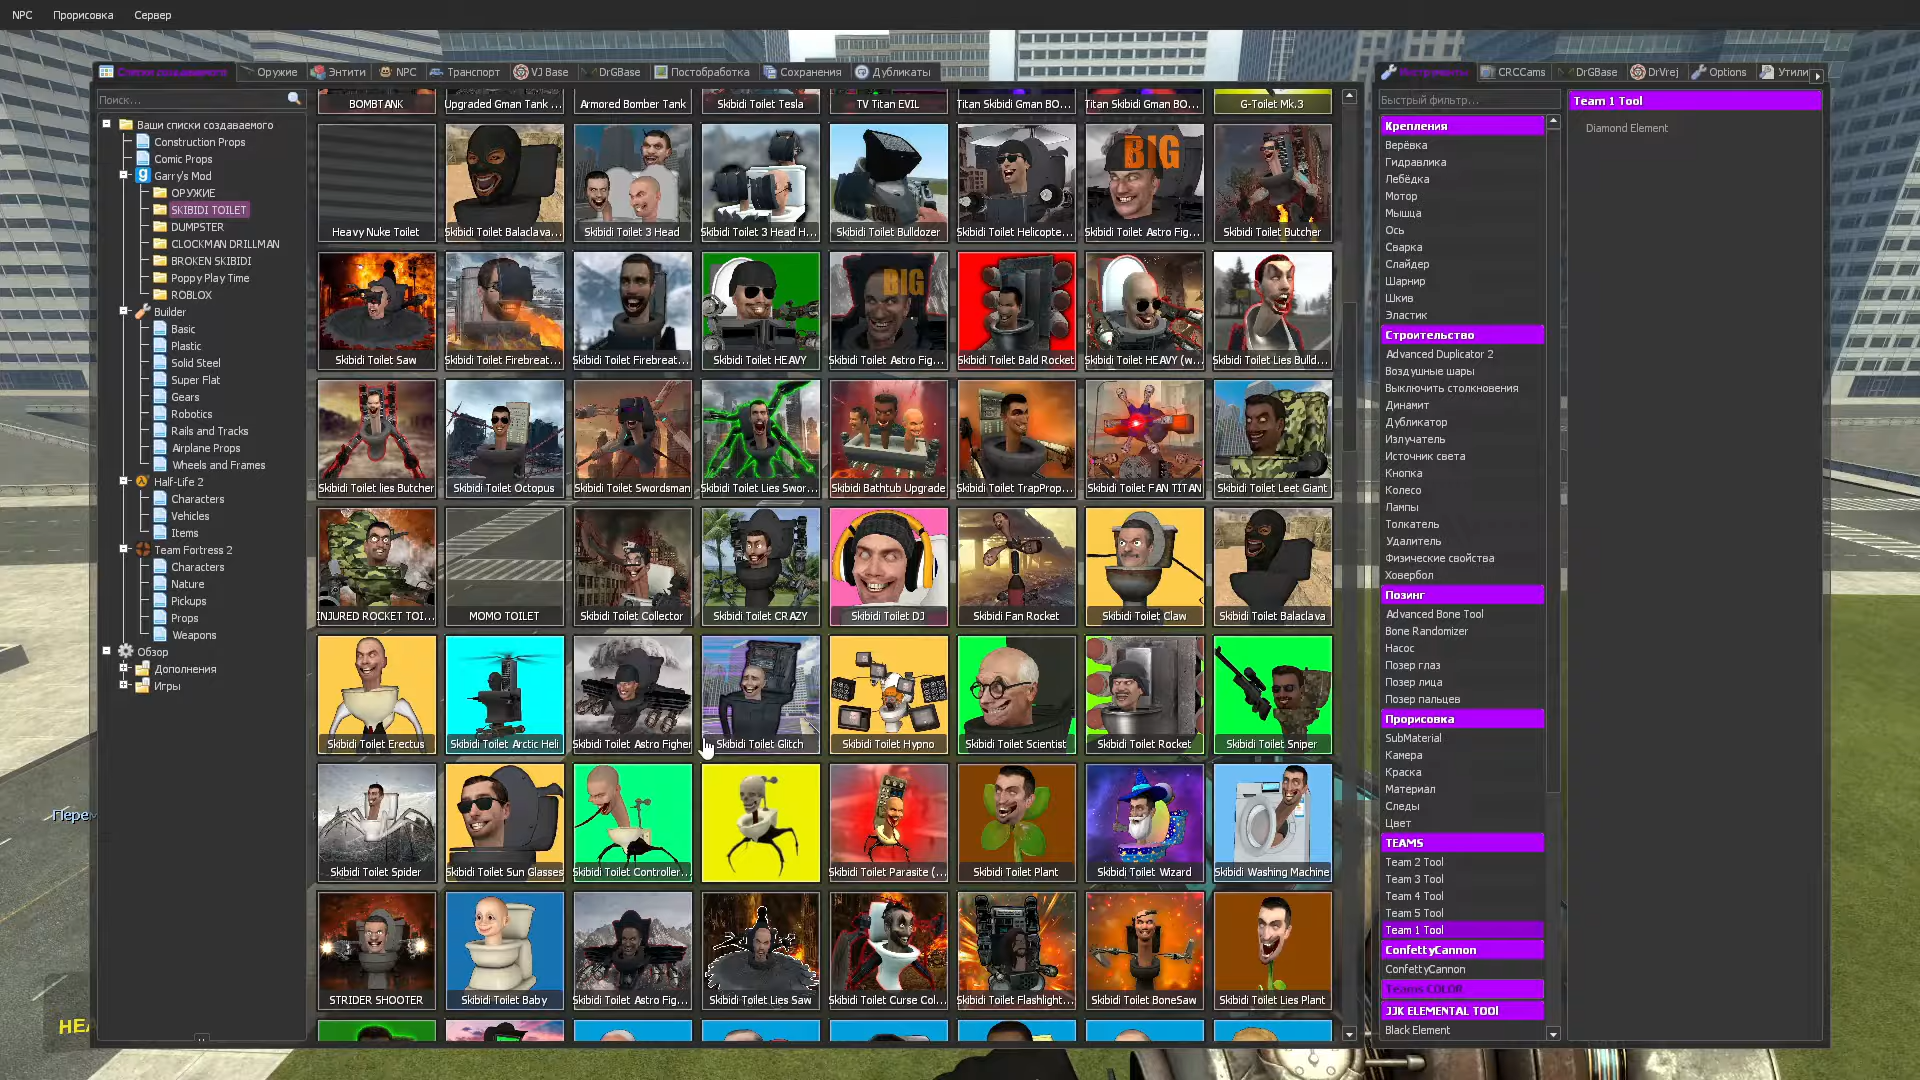 NPC Прорисовка Сервер
Списки создаваемого Оружие Энтити NPC Транспорт VJ Base DrGBase Постобработка Сохранения Дубликаты
Поиск...
Ваши списки создаваемого
Construction Props
Comic Props
Garry's Mod
ОРУЖИЕ
SKIBIDI TOILET
DUMPSTER
CLOCKMAN DRILLMAN
BROKEN SKIBIDI
Poppy Play Time
ROBLOX
Builder
Basic
Plastic
Solid Steel
Super Flat
Gears
Robotics
Rails and Tracks
Airplane Props
Wheels and Frames
Half-Life 2
Characters
Vehicles
Items
Team Fortress 2
Characters
Nature
Pickups
Props
Weapons
Обзор
Дополнения
Игры
BOMBTANK Upgraded Gman Tank ... Armored Bomber Tank Skibidi Toilet Tesla TV Titan EVIL Titan Skibidi Gman BO... Titan Skibidi Gman BO... G-Toilet Mk.3
BIG
Heavy Nuke Toilet Skibidi Toilet Balaclava... Skibidi Toilet 3 Head Skibidi Toilet 3 Head H... Skibidi Toilet Bulldozer Skibidi Toilet Helicopte... Skibidi Toilet Astro Fig... Skibidi Toilet Butcher
BIG
Skibidi Toilet Saw Skibidi Toilet Firebreat... Skibidi Toilet Firebreat... Skibidi Toilet HEAVY Skibidi Toilet Astro Fig... Skibidi Toilet Bald Rocket Skibidi Toilet HEAVY (w... Skibidi Toilet Lies Bulld...
Skibidi Toilet lies Butcher Skibidi Toilet Octopus Skibidi Toilet Swordsman Skibidi Toilet Lies Swor... Skibidi Bathtub Upgrade Skibidi Toilet TrapProp... Skibidi Toilet FAN TITAN Skibidi Toilet Leet Giant
INJURED ROCKET TOI... MOMO TOILET Skibidi Toilet Collector Skibidi Toilet CRAZY Skibidi Toilet DJ Skibidi Fan Rocket Skibidi Toilet Claw Skibidi Toilet Balaclava
Skibidi Toilet Erectus Skibidi Toilet Arctic Heli Skibidi Toilet Astro Figher Skibidi Toilet Glitch Skibidi Toilet Hypno Skibidi Toilet Scientist Skibidi Toilet Rocket Skibidi Toilet Sniper
Skibidi Toilet Spider Skibidi Toilet Sun Glasses Skibidi Toilet Controller... Skibidi Toilet Parasite (... Skibidi Toilet Plant Skibidi Toilet Wizard Skibidi Washing Machine
STRIDER SHOOTER Skibidi Toilet Baby Skibidi Toilet Astro Fig... Skibidi Toilet Lies Saw Skibidi Toilet Curse Col... Skibidi Toilet Flashlight... Skibidi Toilet BoneSaw Skibidi Toilet Lies Plant
Перем
HEA
Инструменты CRCCams DrGBase DrVrej Options Утили
Быстрый фильтр...
Крепления
Верёвка
Гидравлика
Лебёдка
Мотор
Мышца
Ось
Сварка
Слайдер
Шарнир
Шкив
Эластик
Строительство
Advanced Duplicator 2
Воздушные шары
Выключить столкновения
Динамит
Дубликатор
Излучатель
Источник света
Кнопка
Колесо
Лампы
Толкатель
Удалитель
Физические свойства
Ховербол
Позинг
Advanced Bone Tool
Bone Randomizer
Насос
Позер глаз
Позер лица
Позер пальцев
Прорисовка
SubMaterial
Камера
Краска
Материал
Следы
Цвет
TEAMS
Team 2 Tool
Team 3 Tool
Team 4 Tool
Team 5 Tool
Team 1 Tool
ConfettyCannon
ConfettyCannon
Teams COLOR
JJK ELEMENTAL TOOl
Black Element
Team 1 Tool
Diamond Element